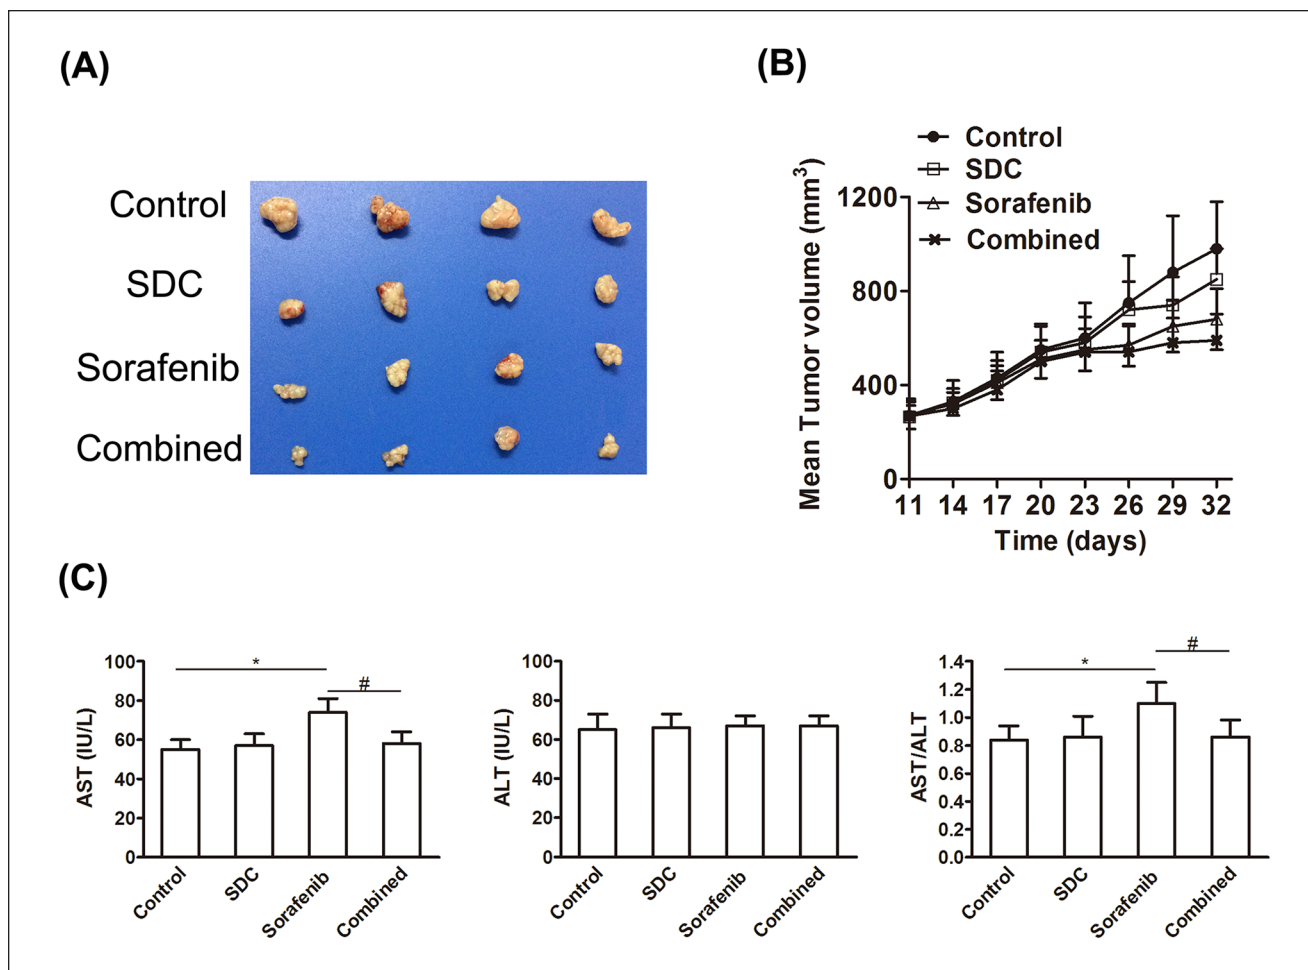 (A)
Control
SDC
Sorafenib
Combined
(B)
Control
SDC
Sorafenib
Combined
Mean Tumor volume (mm³)
1200
800
400
0
11 14 17 20 23 26 29 32
Time (days)
(C)
AST (IU/L)
100
80
60
40
20
0
*
#
Control SDC Sorafenib Combined
ALT (IU/L)
100
80
60
40
20
0
Control SDC Sorafenib Combined
AST/ALT
1.4
1.2
1.0
0.8
0.6
0.4
0.2
0.0
*
#
Control SDC Sorafenib Combined